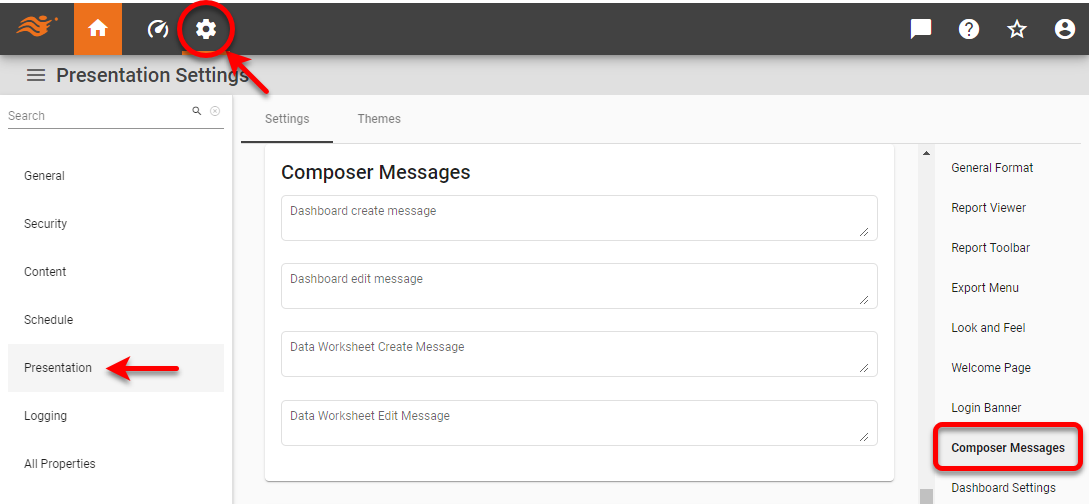 Presentation Settings
Search
General
Security
Content
Schedule
Presentation
Logging
All Properties
Settings
Themes
Composer Messages
Dashboard create message
Dashboard edit message
Data Worksheet Create Message
Data Worksheet Edit Message
General Format
Report Viewer
Report Toolbar
Export Menu
Look and Feel
Welcome Page
Login Banner
Composer Messages
Dashboard Settings